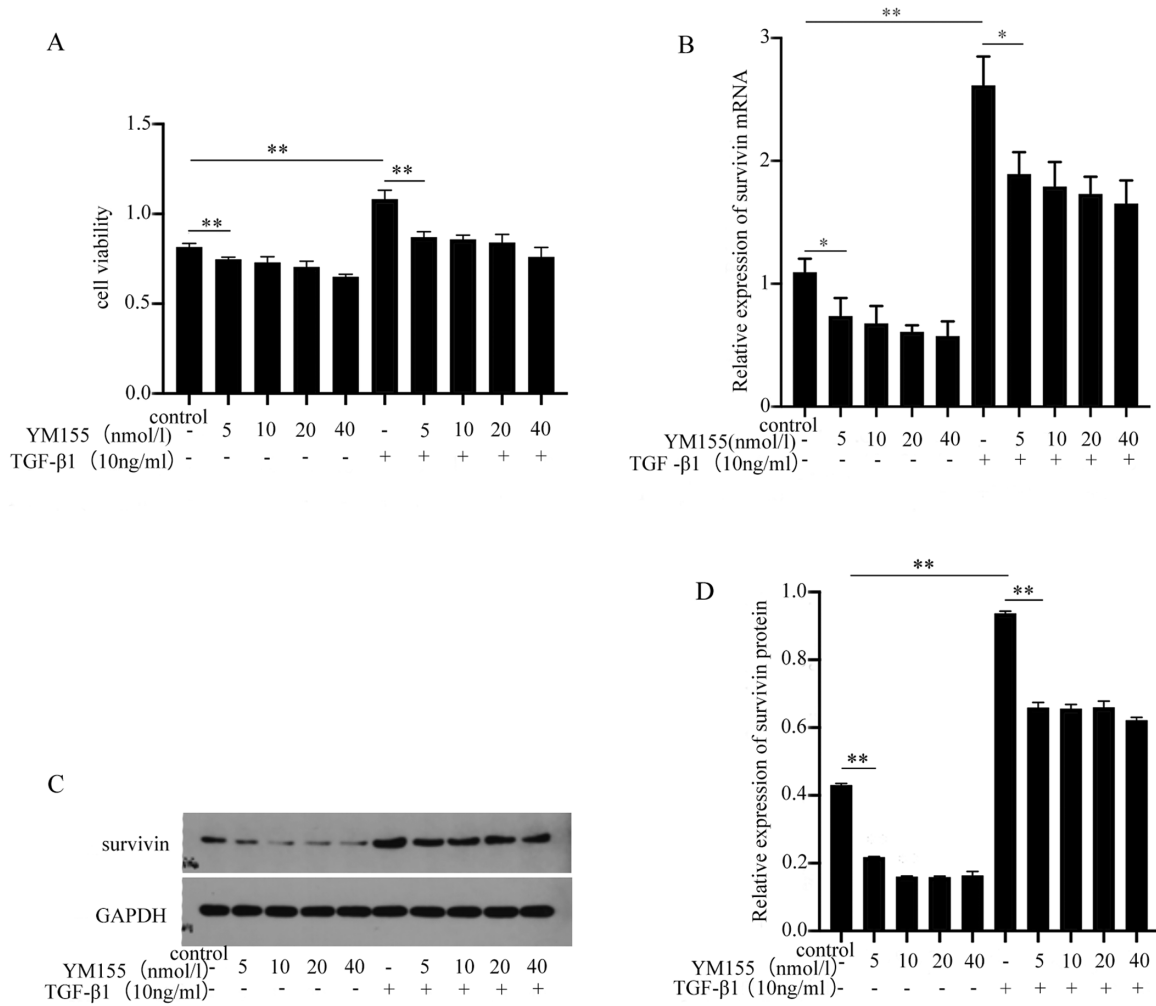 A
cell viability
1.5
1.0
0.5
0.0
**
**
**
control
YM155（nmol/l） - 5 10 20 40 - 5 10 20 40
TGF-β1（10ng/ml） - - - - - + + + + +
B
Relative expression of survivin mRNA
3
2
1
0
**
*
*
control
YM155(nmol/l) - 5 10 20 40 - 5 10 20 40
TGF -β1（10ng/ml） - - - - - + + + + +
C
survivin
GAPDH
control
YM155（nmol/l） - 5 10 20 40 - 5 10 20 40
TGF-β1（10ng/ml） - - - - - + + + + +
D
Relative expression of survivin protein
1.0
0.8
0.6
0.4
0.2
0.0
**
**
**
control
YM155（nmol/l） - 5 10 20 40 - 5 10 20 40
TGF-β1（10ng/ml） - - - - - + + + + +